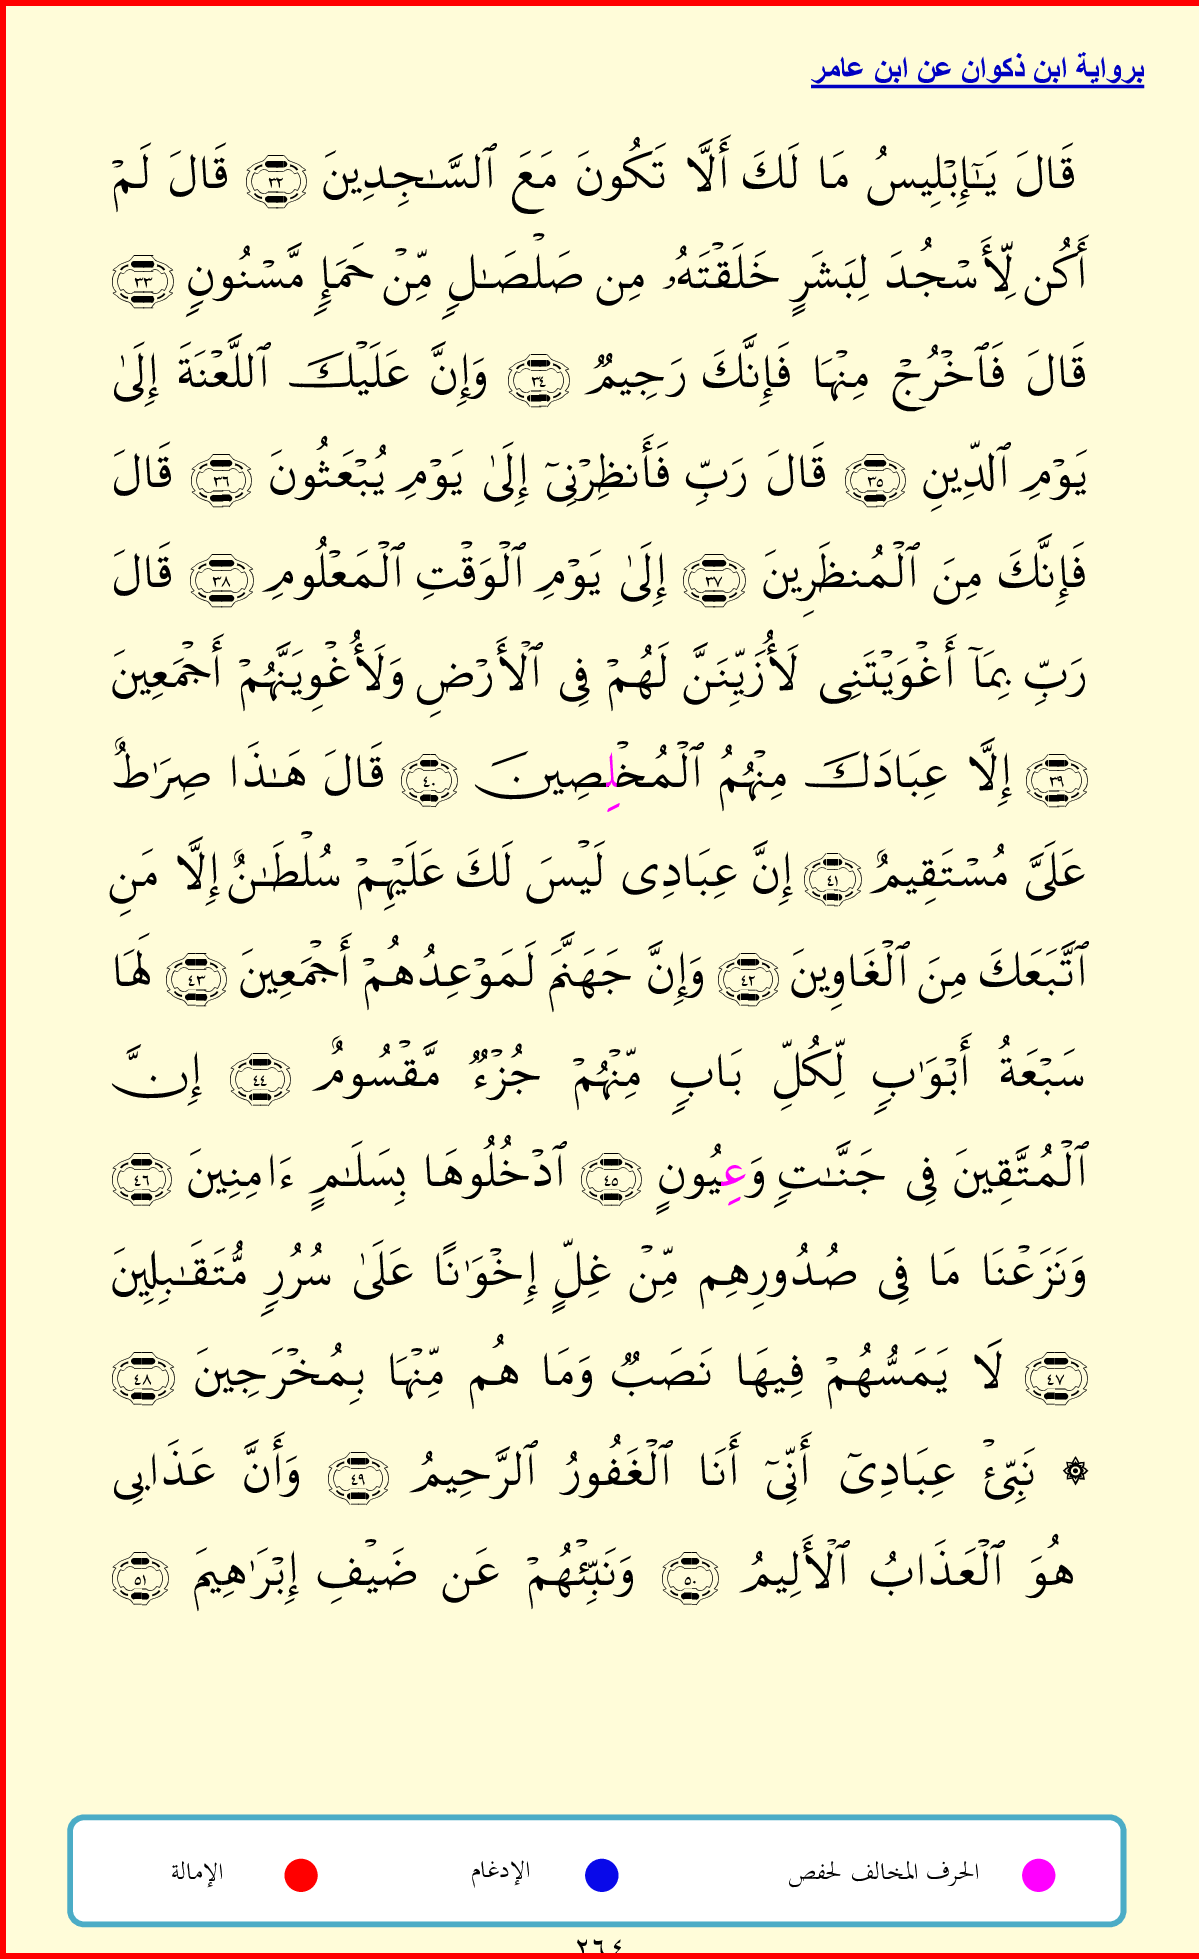 برواية ابن ذكوان عن ابن عامر
قَالَ يَـٰٓإِبۡلِيسُ مَا لَكَ أَلَّا تَكُونَ مَعَ ٱلسَّـٰجِدِينَ ٣٢ قَالَ لَمۡ
أَكُن لِّأَسۡجُدَ لِبَشَرٍ خَلَقۡتَهُۥ مِن صَلۡصَـٰلٍ مِّنۡ حَمَإٍ مَّسۡنُونٍ ٣٣
قَالَ فَٱخۡرُجۡ مِنۡهَا فَإِنَّكَ رَجِيمٌ ٣٤ وَإِنَّ عَلَيۡكَ ٱللَّعۡنَةَ إِلَىٰ
يَوۡمِ ٱلدِّينِ ٣٥ قَالَ رَبِّ فَأَنظِرۡنِىٓ إِلَىٰ يَوۡمِ يُبۡعَثُونَ ٣٦ قَالَ
فَإِنَّكَ مِنَ ٱلۡمُنظَرِينَ ٣٧ إِلَىٰ يَوۡمِ ٱلۡوَقۡتِ ٱلۡمَعۡلُومِ ٣٨ قَالَ
رَبِّ بِمَآ أَغۡوَيۡتَنِى لَأُزَيِّنَنَّ لَهُمۡ فِى ٱلۡأَرۡضِ وَلَأُغۡوِيَنَّهُمۡ أَجۡمَعِينَ
٣٩ إِلَّا عِبَادَكَ مِنۡهُمُ ٱلۡمُخۡلِصِينَ ٤٠ قَالَ هَـٰذَا صِرَٰطٌ
عَلَىَّ مُسۡتَقِيمٌ ٤١ إِنَّ عِبَادِى لَيۡسَ لَكَ عَلَيۡهِمۡ سُلۡطَـٰنٌ إِلَّا مَنِ
ٱتَّبَعَكَ مِنَ ٱلۡغَاوِينَ ٤٢ وَإِنَّ جَهَنَّمَ لَمَوۡعِدُهُمۡ أَجۡمَعِينَ ٤٣ لَهَا
سَبۡعَةُ أَبۡوَٰبٍ لِّكُلِّ بَابٍ مِّنۡهُمۡ جُزۡءٌ مَّقۡسُومٌ ٤٤ إِنَّ
ٱلۡمُتَّقِينَ فِى جَنَّـٰتٍ وَعِيُونٍ ٤٥ ٱدۡخُلُوهَا بِسَلَـٰمٍ ءَامِنِينَ ٤٦
وَنَزَعۡنَا مَا فِى صُدُورِهِم مِّنۡ غِلٍّ إِخۡوَٰنًا عَلَىٰ سُرُرٍ مُّتَقَـٰبِلِينَ
٤٧ لَا يَمَسُّهُمۡ فِيهَا نَصَبٌ وَمَا هُم مِّنۡهَا بِمُخۡرَجِينَ ٤٨
۞ نَبِّئۡ عِبَادِىٓ أَنِّىٓ أَنَا ٱلۡغَفُورُ ٱلرَّحِيمُ ٤٩ وَأَنَّ عَذَابِى
هُوَ ٱلۡعَذَابُ ٱلۡأَلِيمُ ٥٠ وَنَبِّئۡهُمۡ عَن ضَيۡفِ إِبۡرَٰهِيمَ ٥١
الحرف المخالف لحفص الإدغام الإمالة
٢٦٤